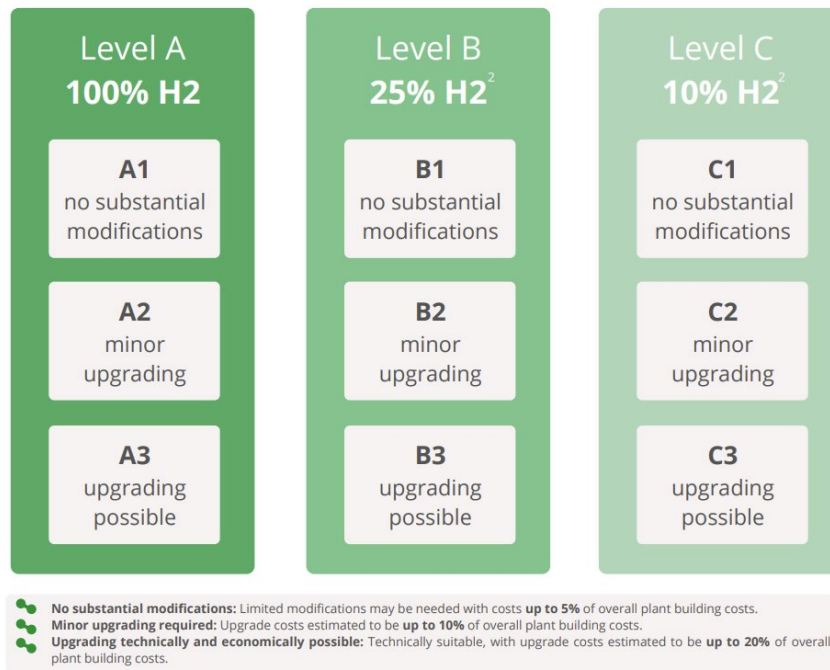 Level A
100% H2
A1
no substantial
modifications
A2
minor
upgrading
A3
upgrading
possible
Level B
25% H2²
B1
no substantial
modifications
B2
minor
upgrading
B3
upgrading
possible
Level C
10% H2²
C1
no substantial
modifications
C2
minor
upgrading
C3
upgrading
possible
No substantial modifications: Limited modifications may be needed with costs up to 5% of overall plant building costs.
Minor upgrading required: Upgrade costs estimated to be up to 10% of overall plant building costs.
Upgrading technically and economically possible: Technically suitable, with upgrade costs estimated to be up to 20% of overall
plant building costs.